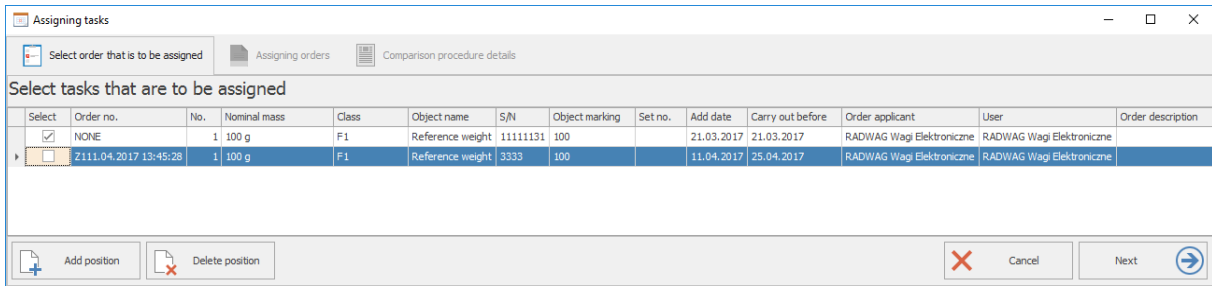 Assigning tasks
Select order that is to be assigned Assigning orders Comparison procedure details
Select tasks that are to be assigned
Select Order no. No. Nominal mass Class Object name S/N Object marking Set no. Add date Carry out before Order applicant User Order description
NONE 1 100 g F1 Reference weight 11111131 100 21.03.2017 21.03.2017 RADWAG Wagi Elektroniczne RADWAG Wagi Elektroniczne
Z111.04.2017 13:45:28 1 100 g F1 Reference weight 3333 100 11.04.2017 25.04.2017 RADWAG Wagi Elektroniczne RADWAG Wagi Elektroniczne
Add position Delete position Cancel Next